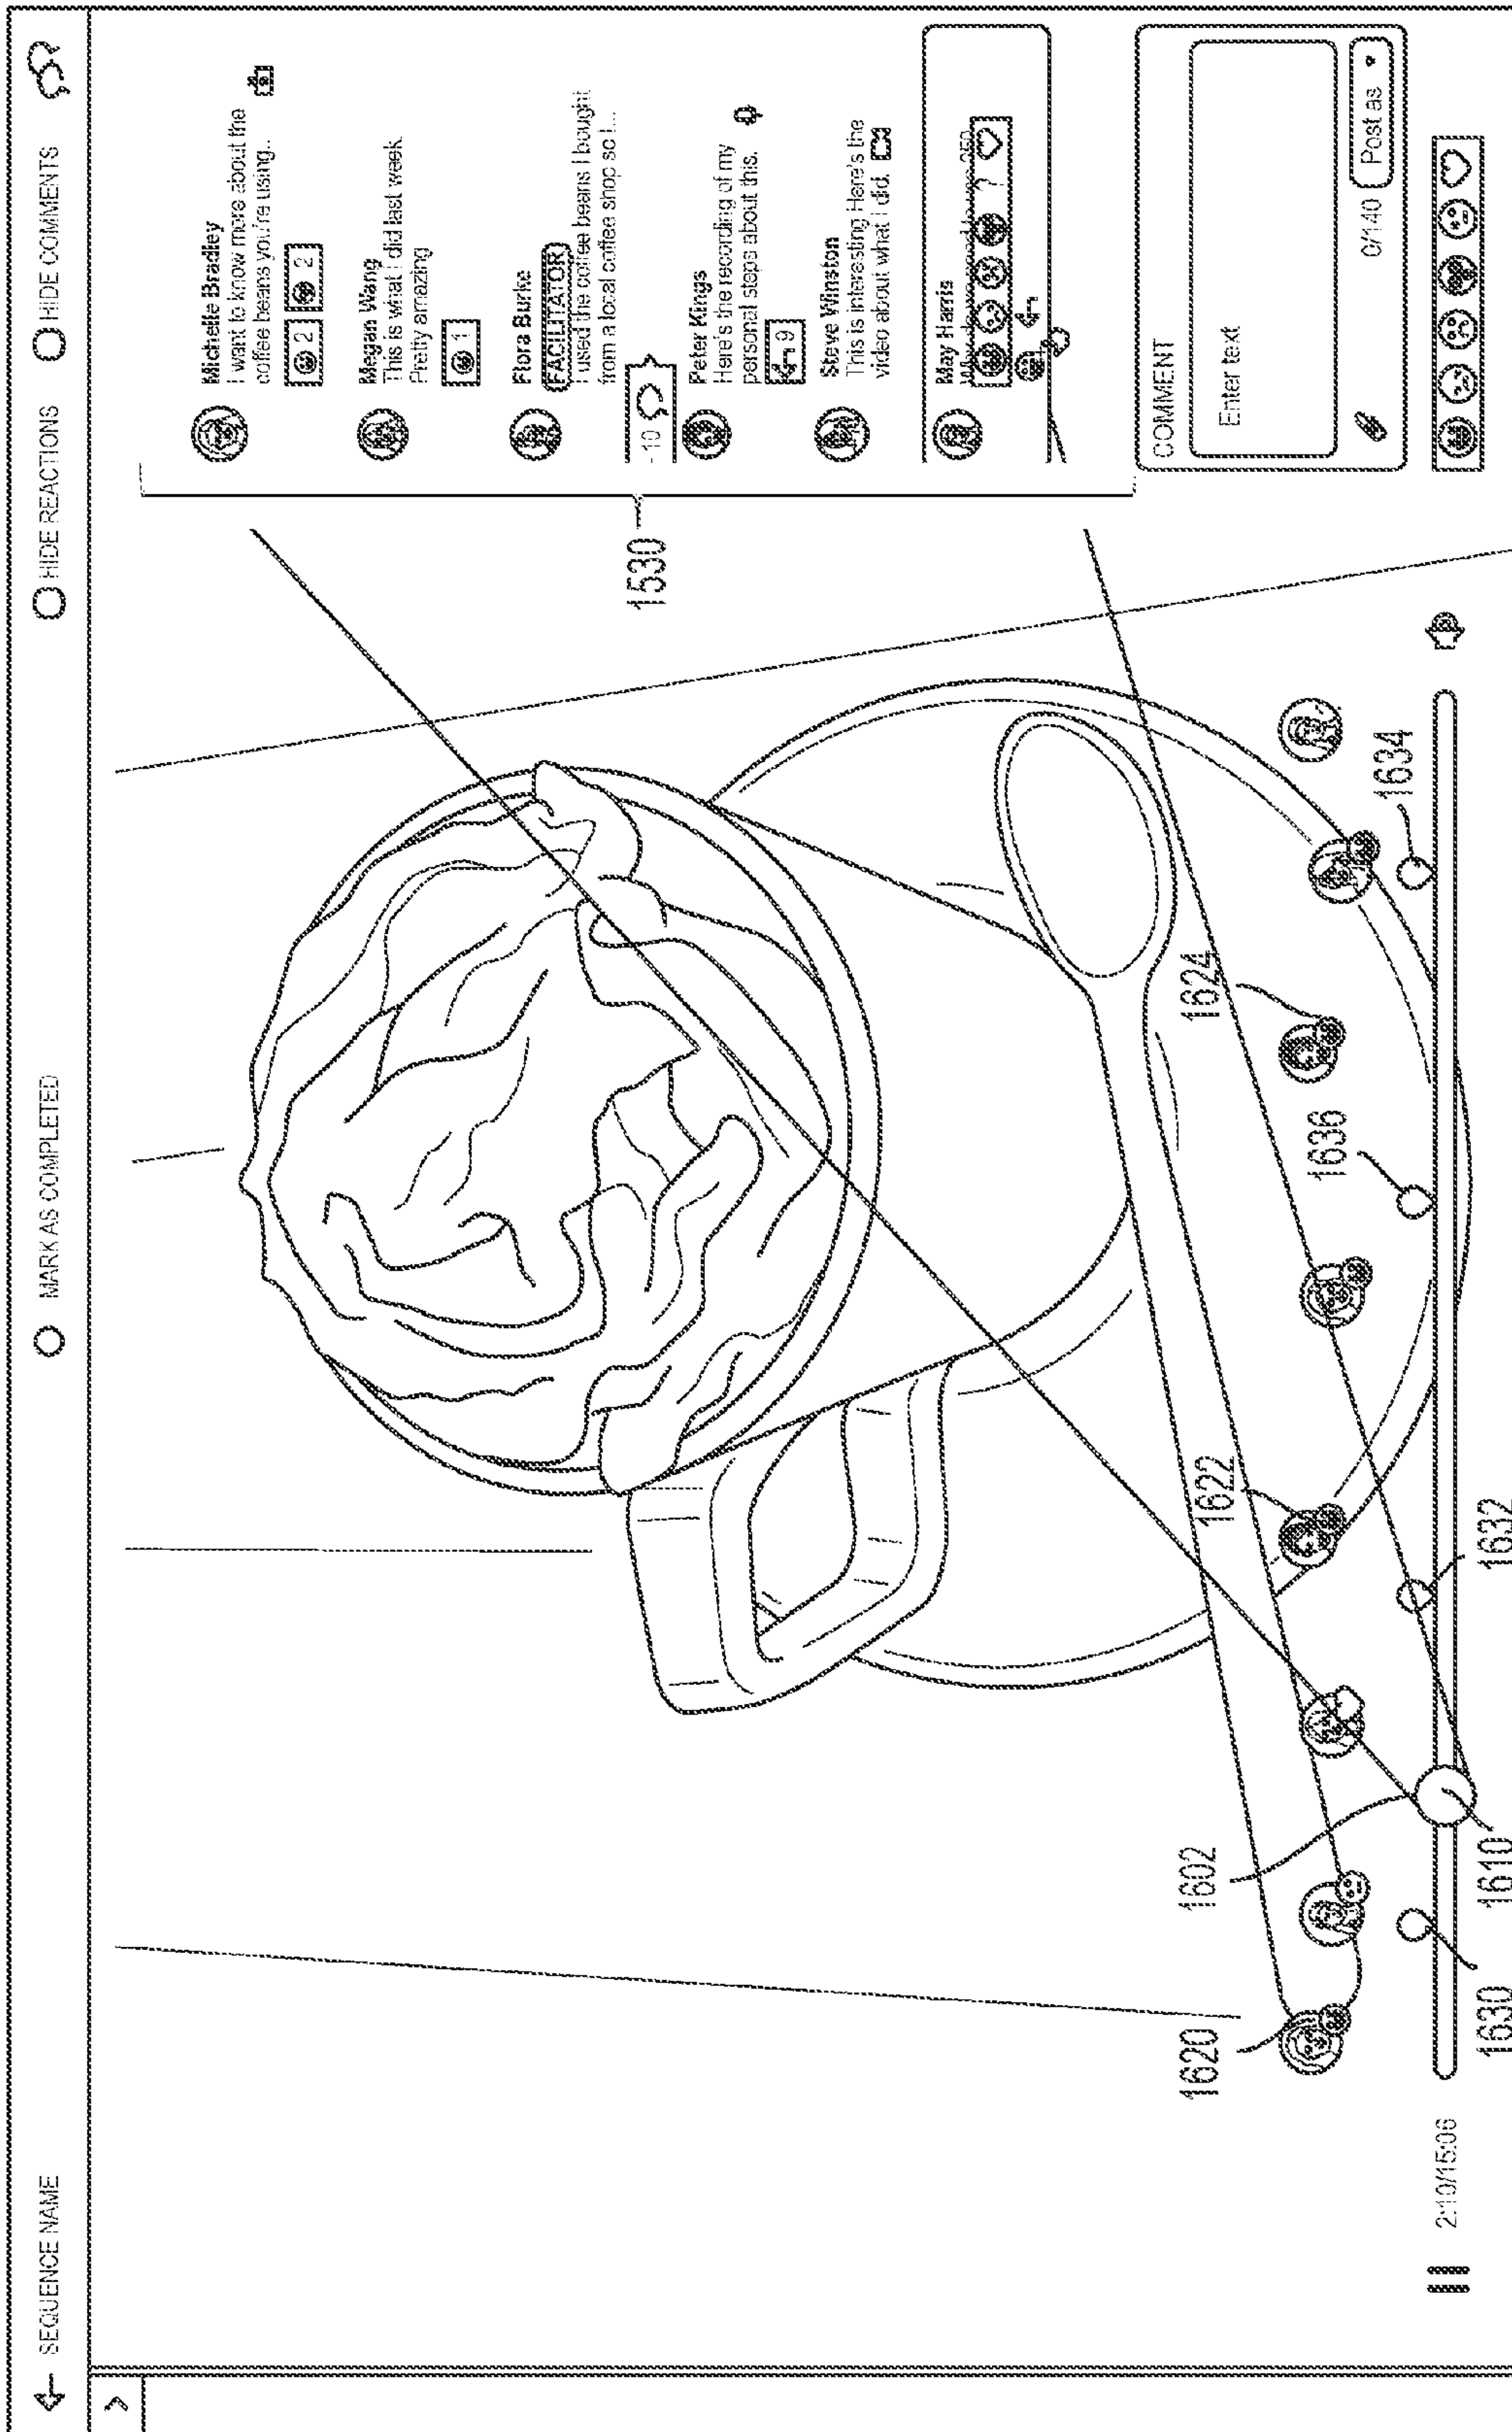 SEQUENCE NAME
MARK AS COMPLETED
HIDE REACTIONS
HIDE COMMENTS
Michelle Bradley
I want to know more about the
coffee beans you're using..
2
2
Megan Wang
This is what I did last week.
Pretty amazing
1
Flora Burke
(FACILITATOR)
I used the coffee beans I bought
from a local coffee shop so I...
10
Peter Kings
Here's the recording of my
personal steps about this.
9
Steve Winston
This is interesting Here's the
video about what I did.
May Harris
?
1530
COMMENT
Enter text
0/140
Post as
1620
1602
1622
1624
1636
1634
2:10/15:06
1630
1610
1632